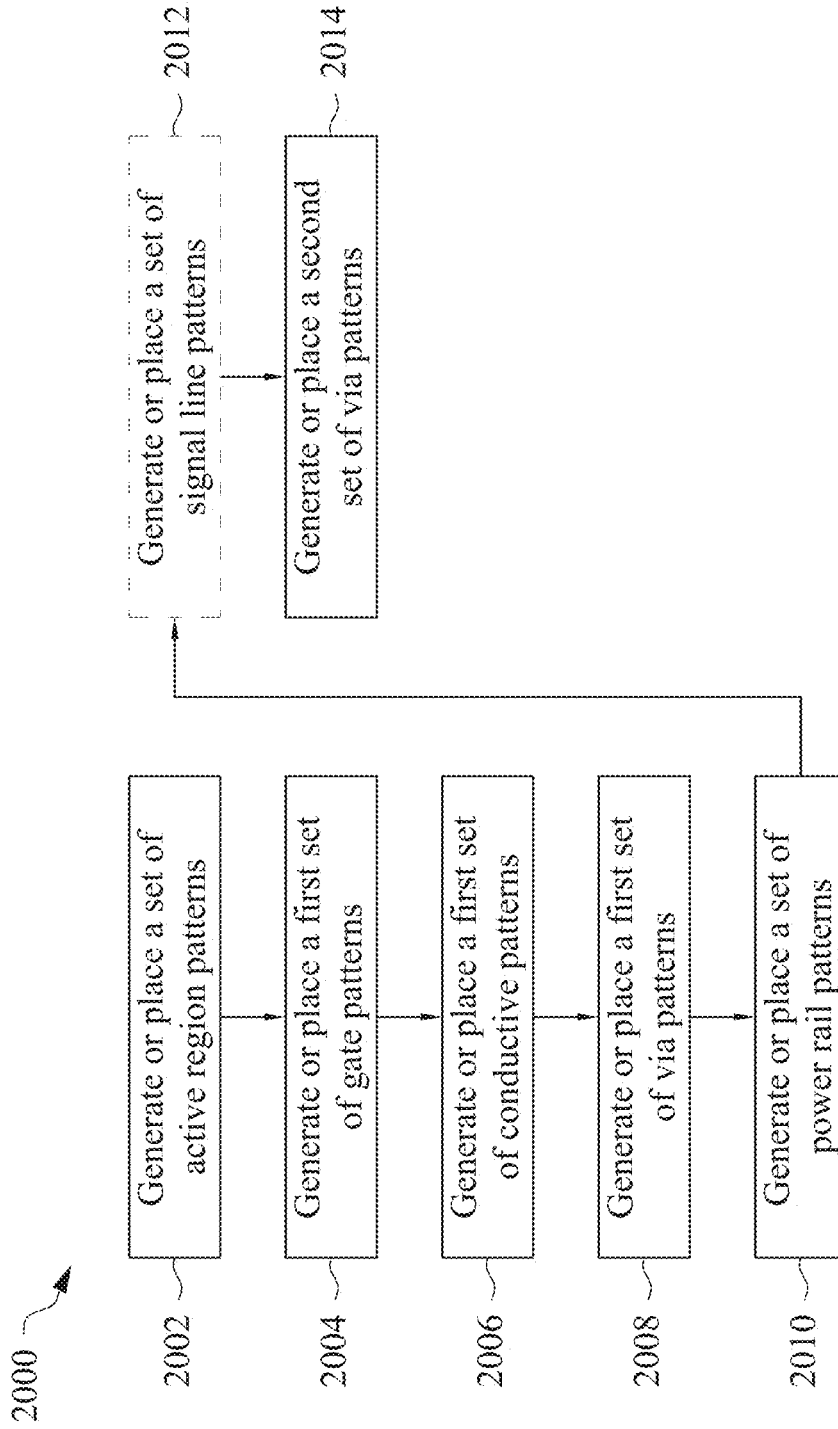 2000
2002
Generate or place a set of
active region patterns
2004
Generate or place a first set
of gate patterns
2006
Generate or place a first set
of conductive patterns
2008
Generate or place a first set
of via patterns
2010
Generate or place a set of
power rail patterns
2012
Generate or place a set of
signal line patterns
2014
Generate or place a second
set of via patterns